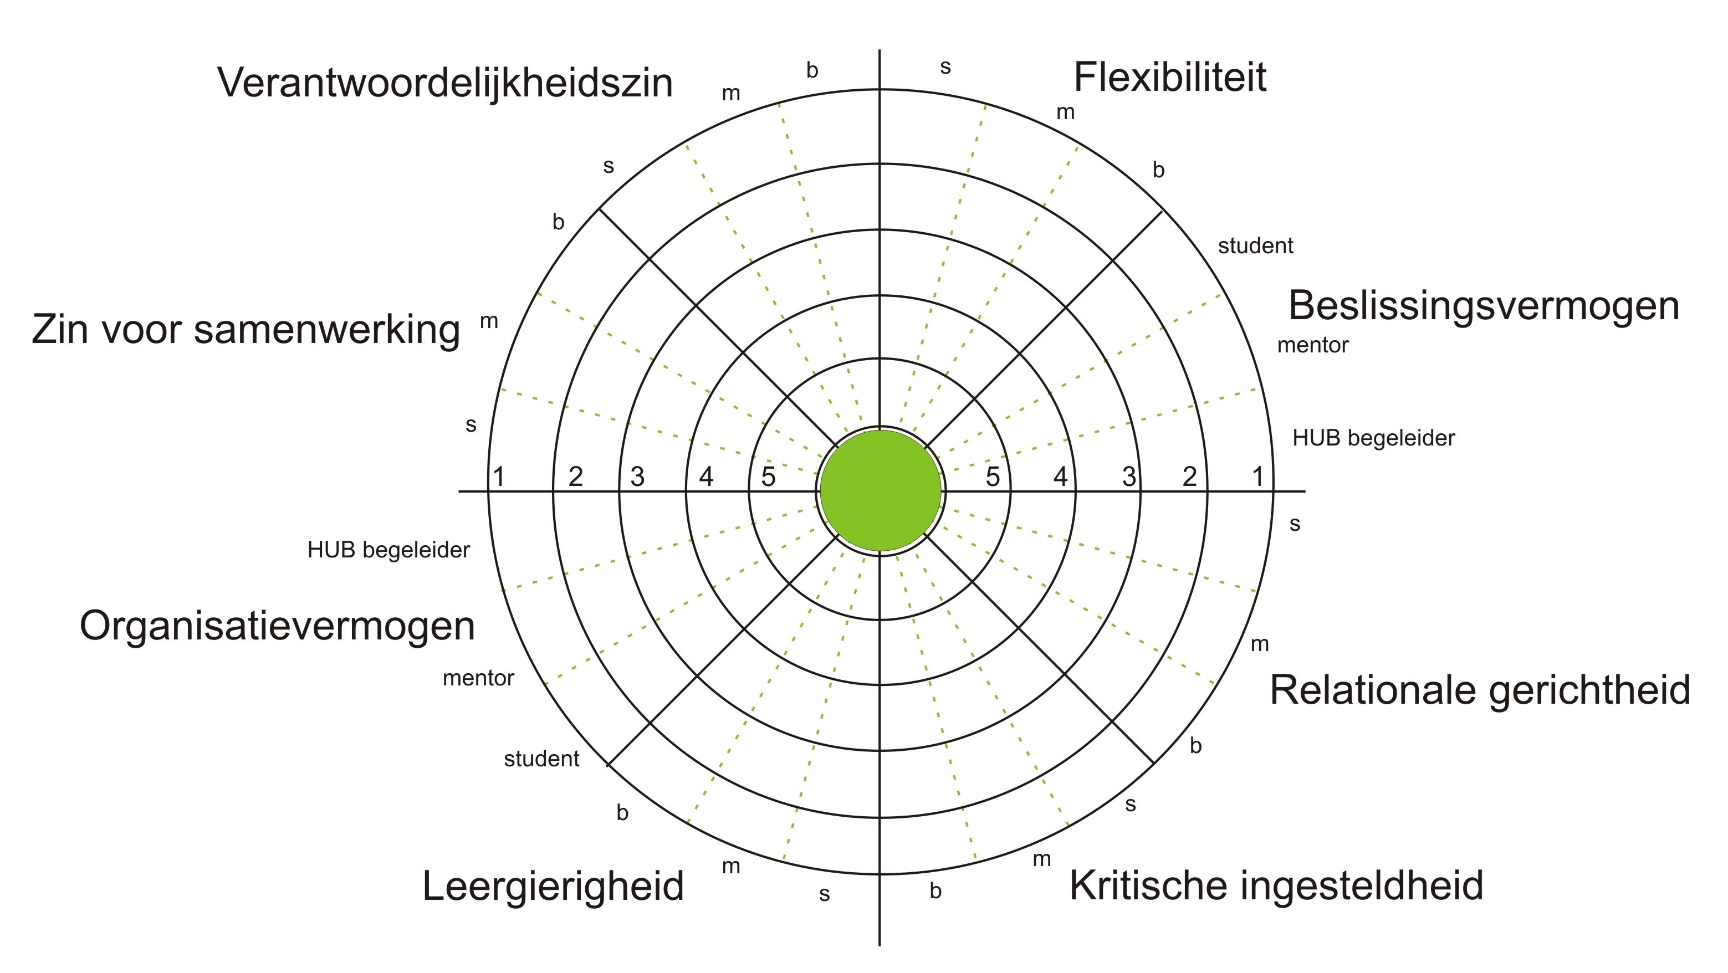 b
s
Verantwoordelijkheidszin
Flexibiliteit
m
m
s
b
b
student
Beslissingsvermogen
Zin voor samenwerking
m
mentor
s
HUB begeleider
1 2 3 4 5 5 4 3 2 1
s
HUB begeleider
Organisatievermogen
m
mentor
Relationale gerichtheid
b
student
s
b
m
m
Leergierigheid
Kritische ingesteldheid
s
b